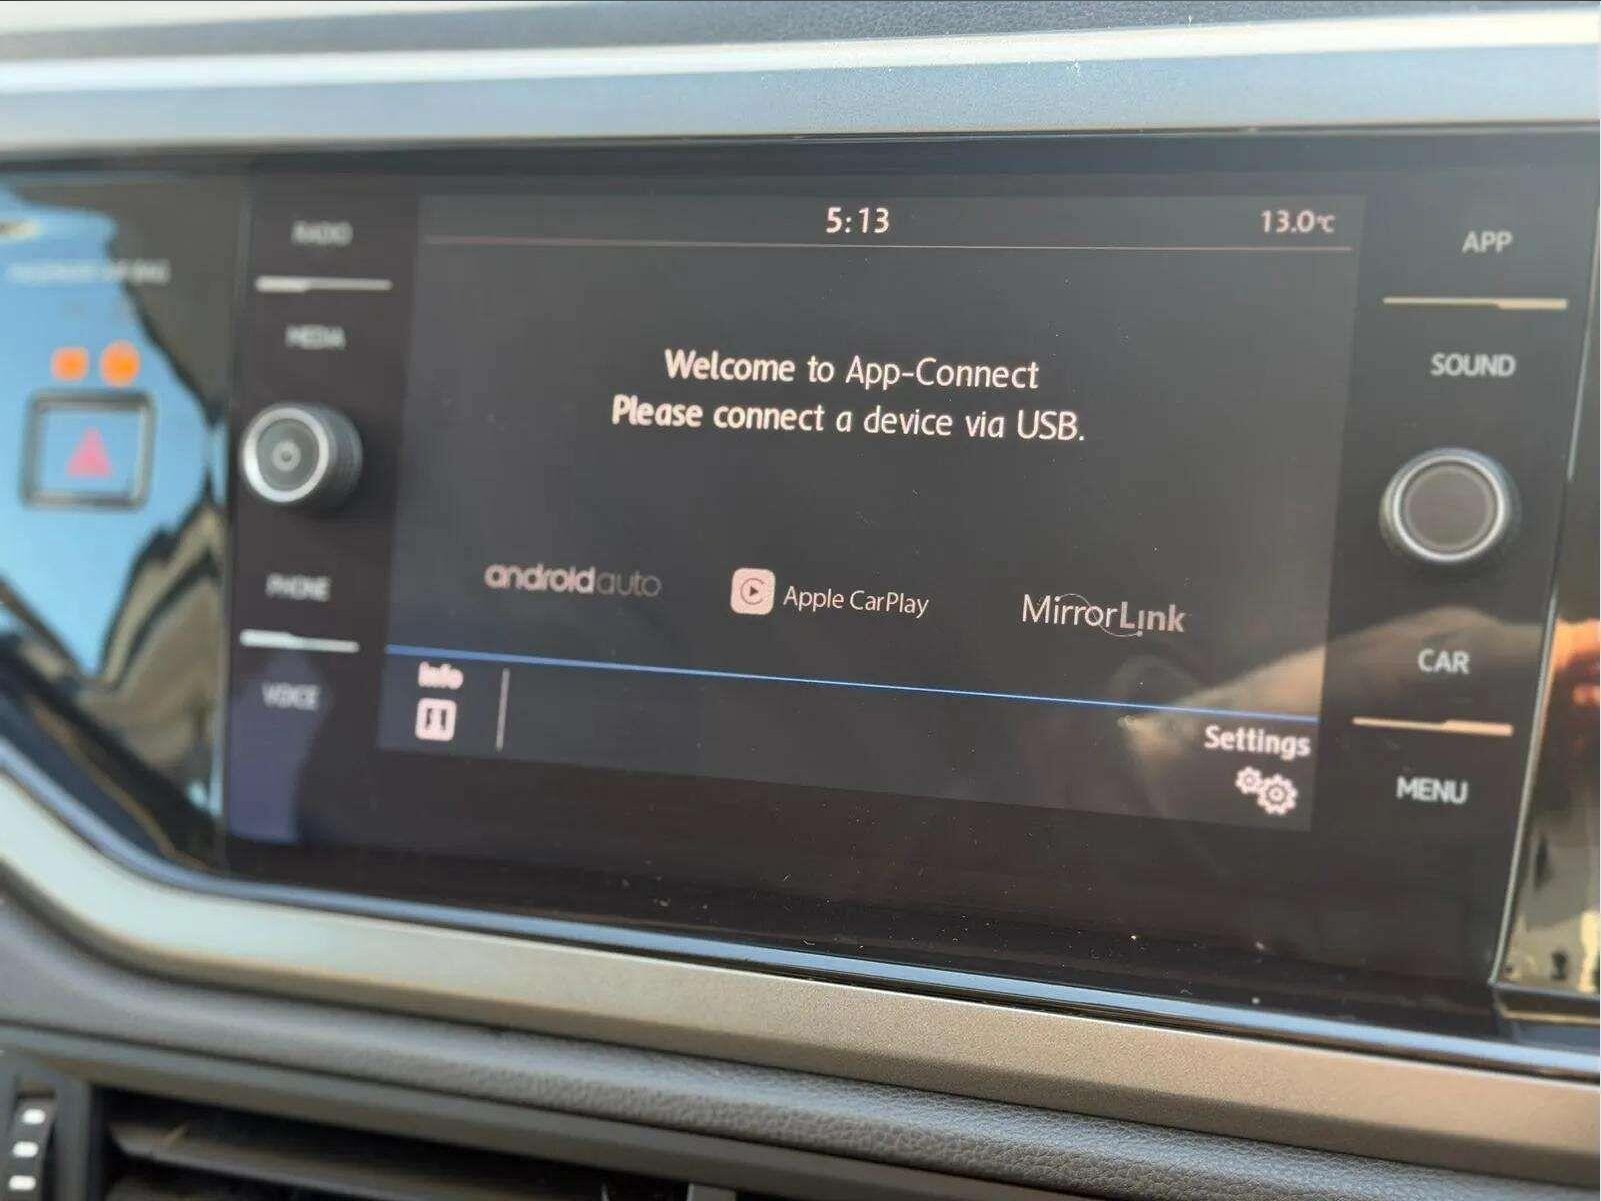 5:13
13.0°C
RADIO
MEDIA
PHONE
VOICE
Welcome to App-Connect
Please connect a device via USB.
androidauto
Apple CarPlay
MirrorLink
Info
Settings
APP
SOUND
CAR
MENU